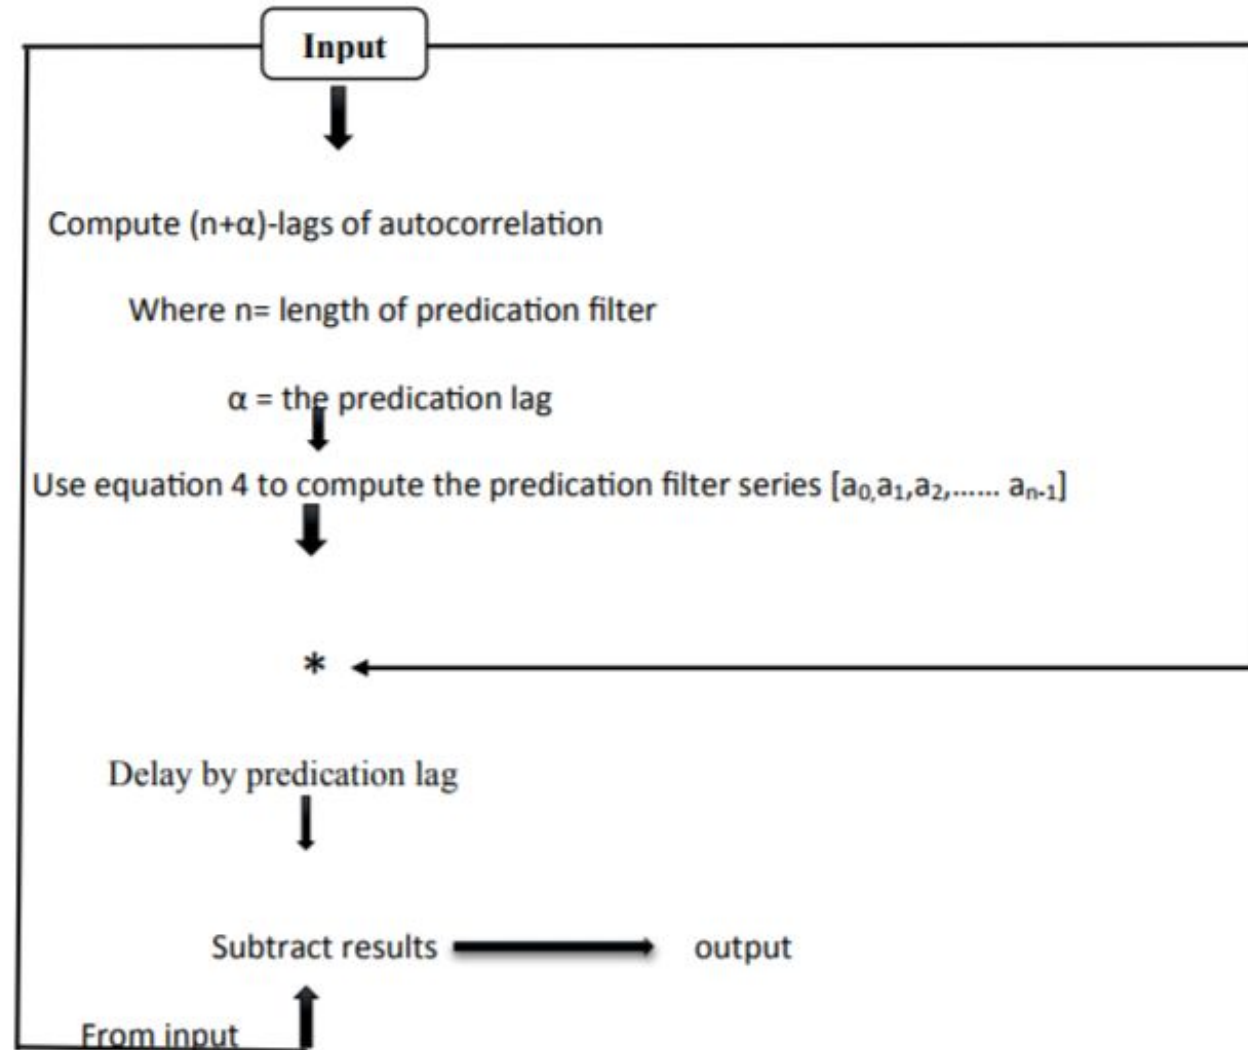 Input
Compute (n+α)-lags of autocorrelation
Where n= length of predication filter
α = the predication lag
Use equation 4 to compute the predication filter series [a₀,a₁,a₂,...... aₙ₋₁]
*
Delay by predication lag
Subtract results
output
From input